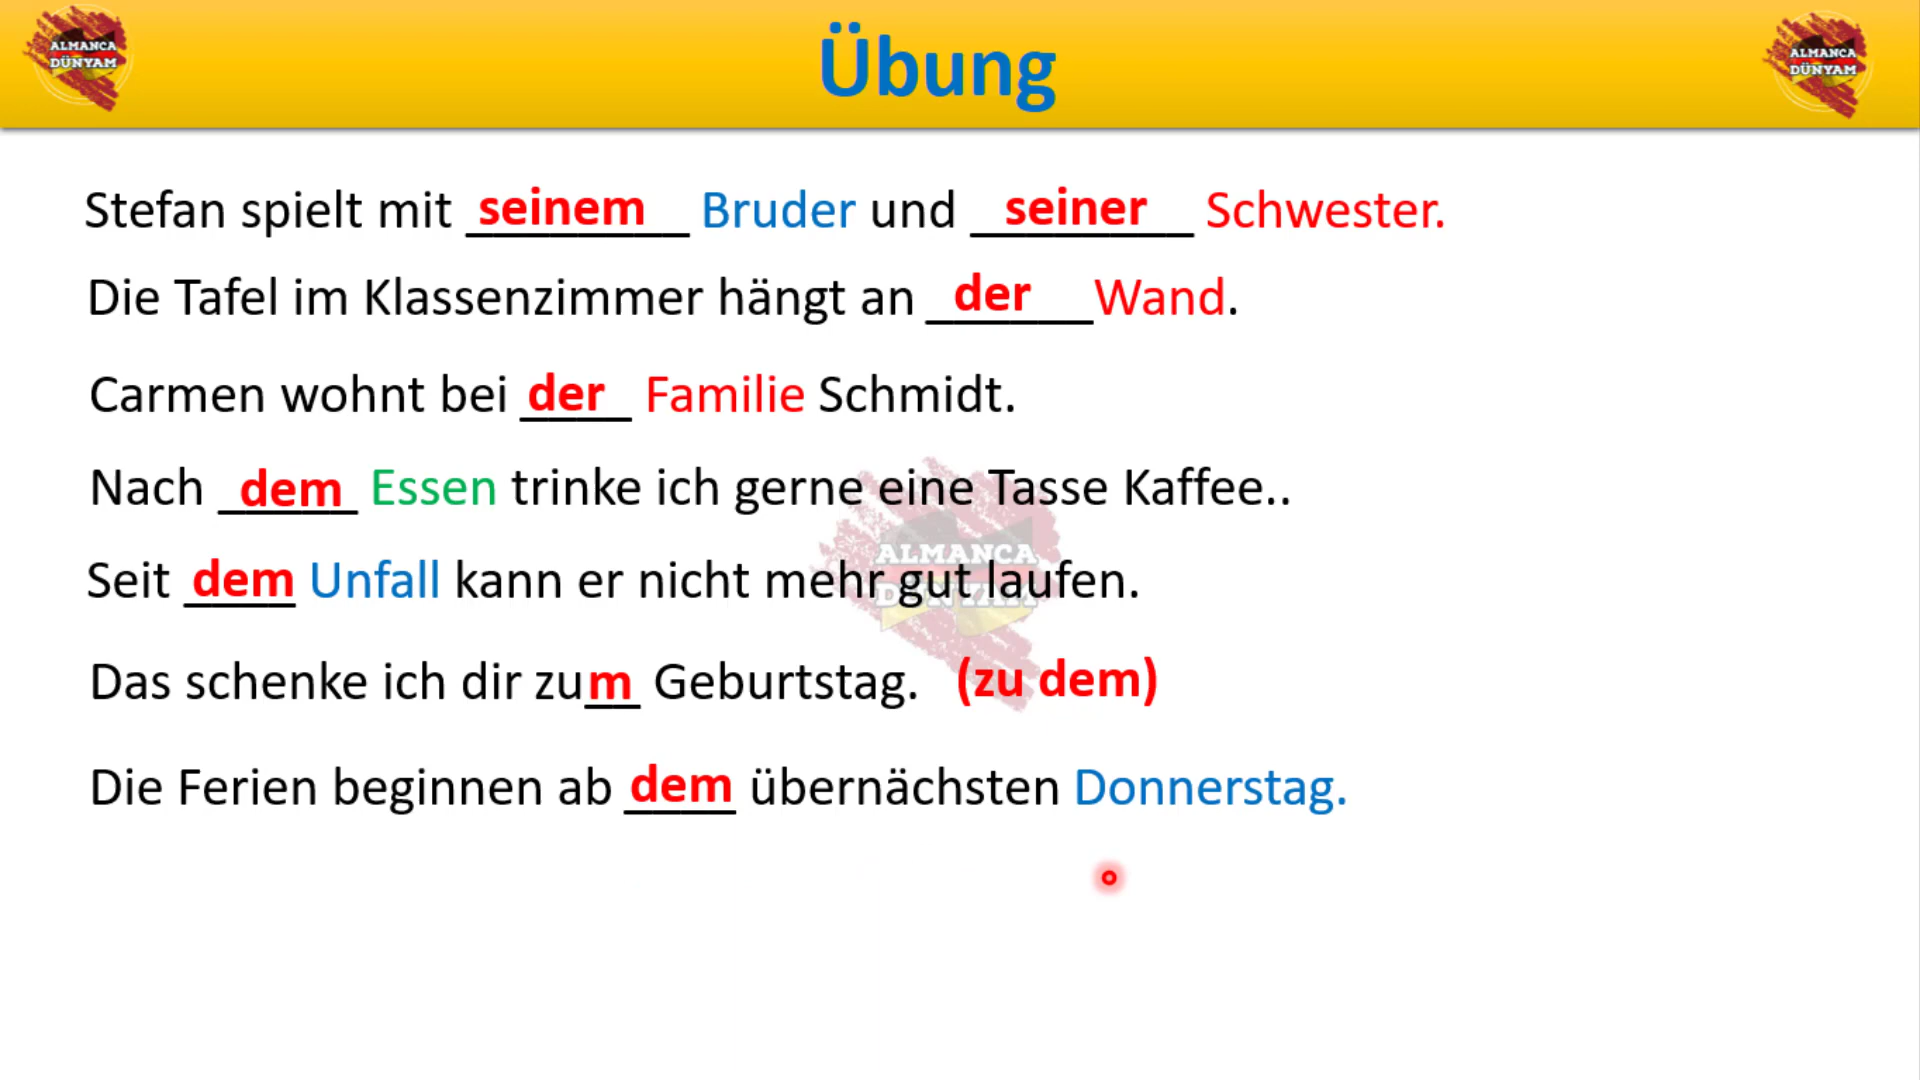 ALMANCA
DÜNYAM
Übung
ALMANCA
DÜNYAM
Stefan spielt mit seinem Bruder und seiner Schwester.
Die Tafel im Klassenzimmer hängt an der Wand.
Carmen wohnt bei der Familie Schmidt.
Nach dem Essen trinke ich gerne eine Tasse Kaffee..
ALMANCA
DÜNYAM
Seit dem Unfall kann er nicht mehr gut laufen.
Das schenke ich dir zum Geburtstag. (zu dem)
Die Ferien beginnen ab dem übernächsten Donnerstag.